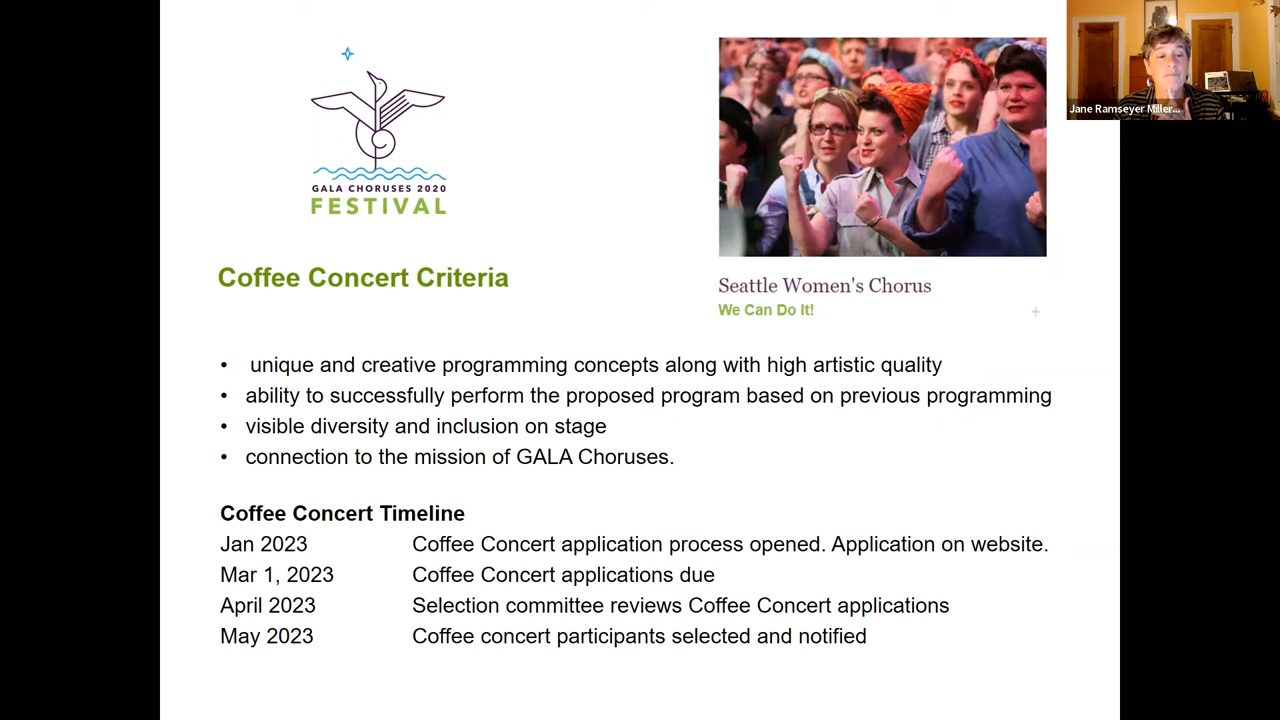 GALA CHORUSES 2020
FESTIVAL
Jane Ramseyer Miller...
Coffee Concert Criteria
Seattle Women's Chorus
We Can Do It!
• unique and creative programming concepts along with high artistic quality
• ability to successfully perform the proposed program based on previous programming
• visible diversity and inclusion on stage
• connection to the mission of GALA Choruses.
Coffee Concert Timeline
Jan 2023 Coffee Concert application process opened. Application on website.
Mar 1, 2023 Coffee Concert applications due
April 2023 Selection committee reviews Coffee Concert applications
May 2023 Coffee concert participants selected and notified